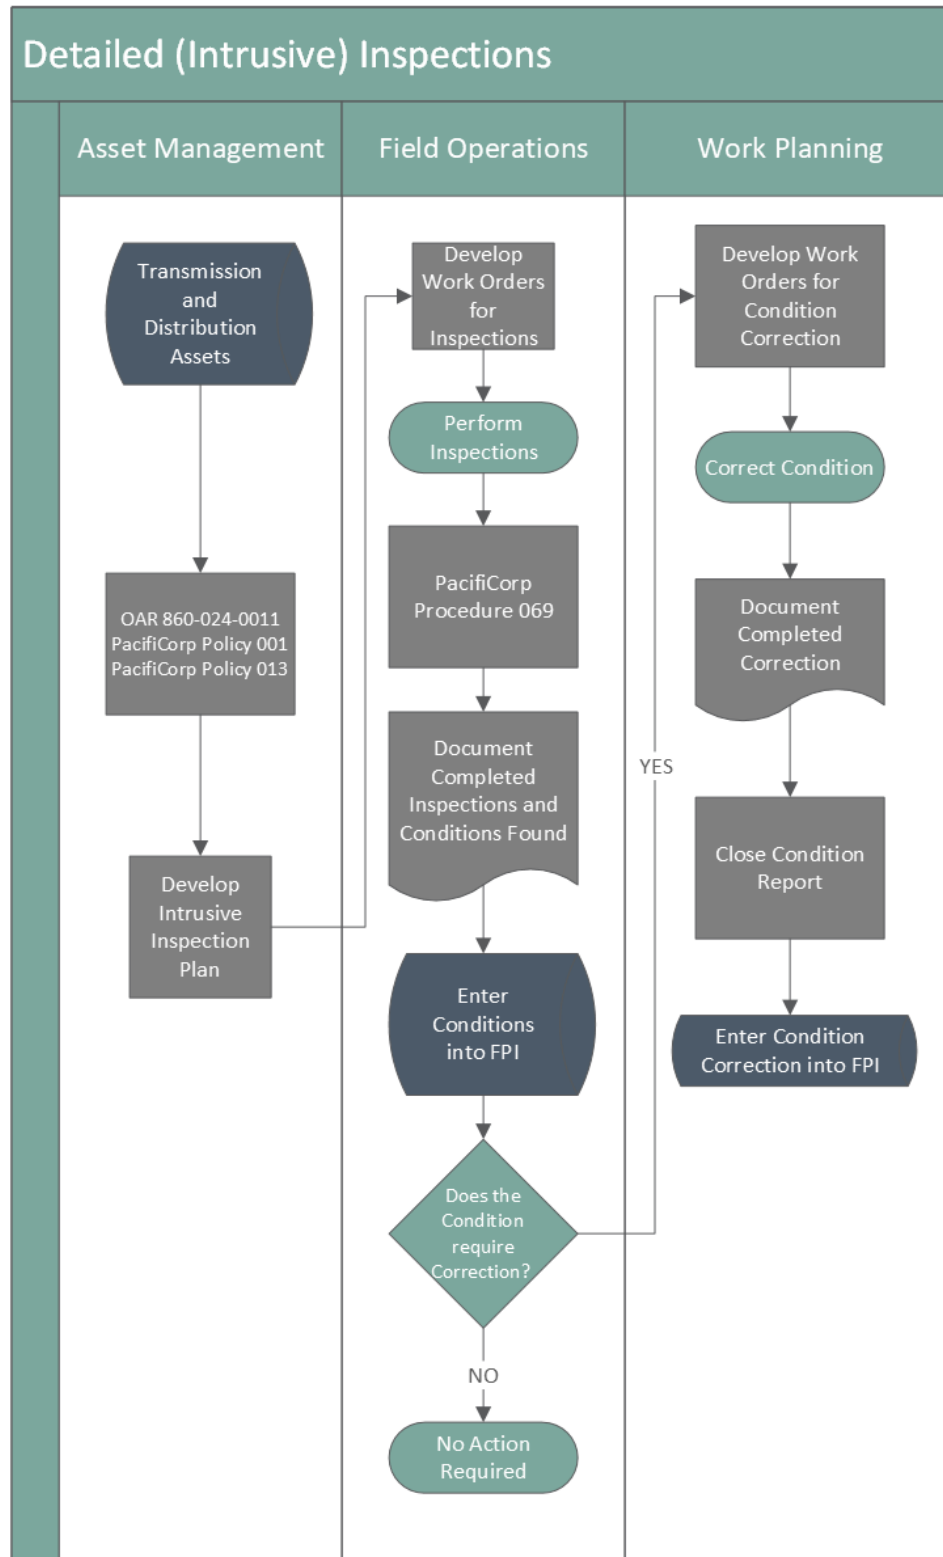 Detailed (Intrusive) Inspections
Asset Management
Field Operations
Work Planning
Transmission
and
Distribution
Assets
OAR 860-024-0011
PacifiCorp Policy 001
PacifiCorp Policy 013
Develop
Intrusive
Inspection
Plan
Develop
Work Orders
for
Inspections
Perform
Inspections
PacifiCorp
Procedure 069
Document
Completed
Inspections and
Conditions Found
Enter
Conditions
into FPI
Does the
Condition
require
Correction?
NO
No Action
Required
YES
Develop Work
Orders for
Condition
Correction
Correct Condition
Document
Completed
Correction
Close Condition
Report
Enter Condition
Correction into FPI